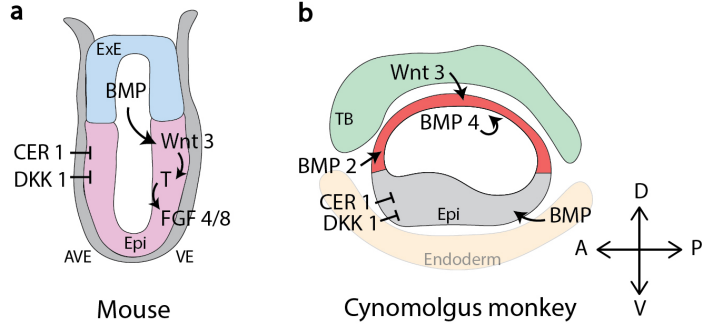 a
ExE
BMP
Wnt 3
CER 1
DKK 1
T
FGF 4/8
Epi
AVE
VE
Mouse
b
Wnt 3
TB
BMP 4
BMP 2
CER 1
DKK 1
Epi
BMP
Endoderm
D
A
P
V
Cynomolgus monkey